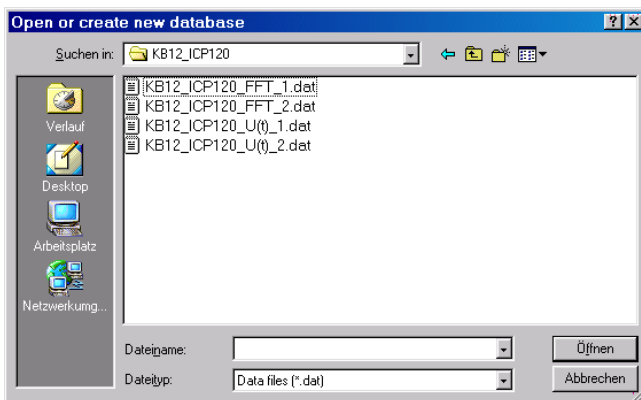 Open or create new database
Suchen in: KB12_ICP120
KB12_ICP120_FFT_1.dat
KB12_ICP120_FFT_2.dat
KB12_ICP120_U(t)_1.dat
KB12_ICP120_U(t)_2.dat
Verlauf
Desktop
Arbeitsplatz
Netzwerkumg...
Dateiname:
Öffnen
Dateityp: Data files (*.dat)
Abbrechen